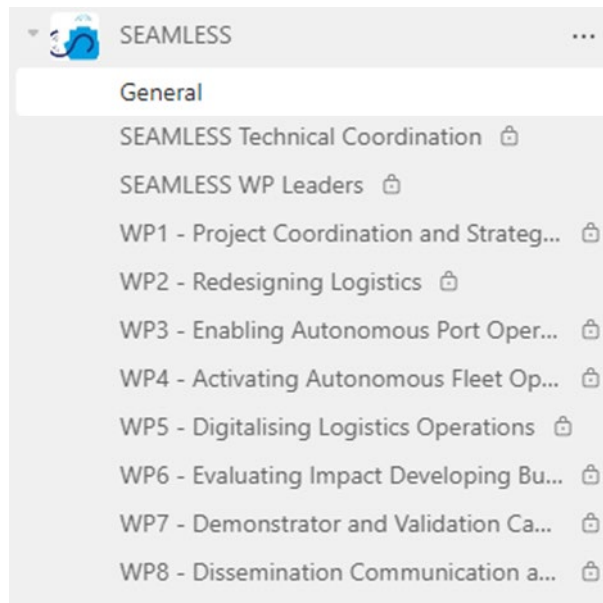 SEAMLESS
General
SEAMLESS Technical Coordination
SEAMLESS WP Leaders
WP1 - Project Coordination and Strateg...
WP2 - Redesigning Logistics
WP3 - Enabling Autonomous Port Oper...
WP4 - Activating Autonomous Fleet Op...
WP5 - Digitalising Logistics Operations
WP6 - Evaluating Impact Developing Bu...
WP7 - Demonstrator and Validation Ca...
WP8 - Dissemination Communication a...